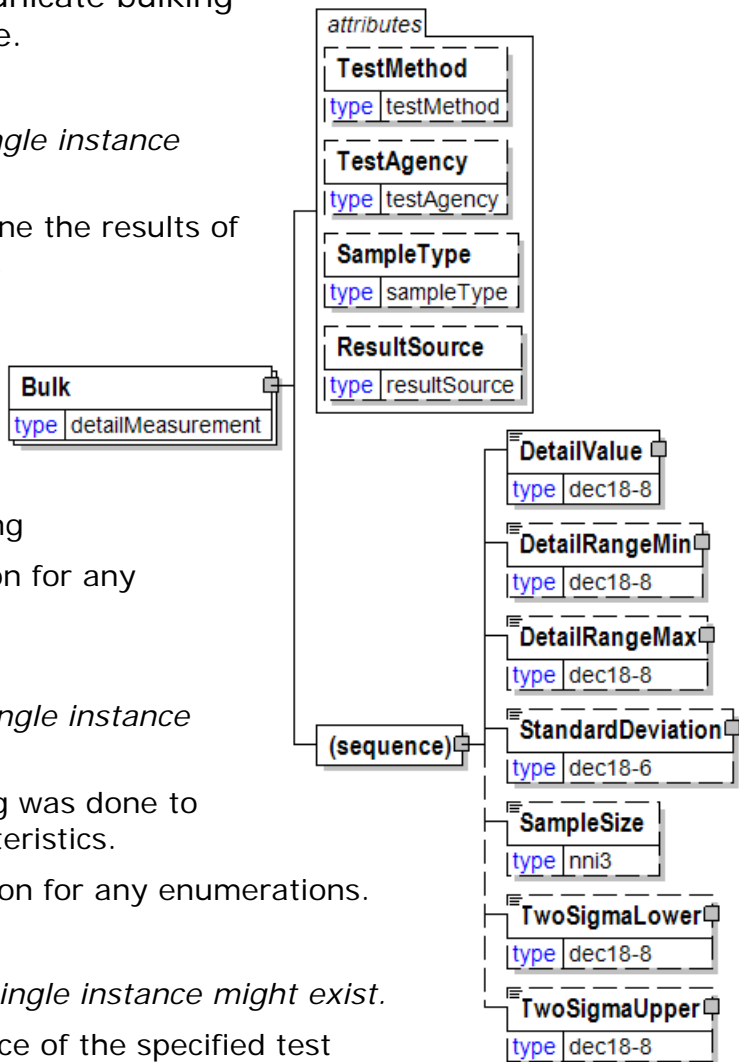 unicate bulking
e.
ngle instance
ne the results of
ng
on for any
ngle instance
g was done to
teristics.
on for any enumerations.
single instance might exist.
ce of the specified test
attributes
TestMethod
type testMethod
TestAgency
type testAgency
SampleType
type sampleType
ResultSource
type resultSource
Bulk
type detailMeasurement
(sequence)
DetailValue
type dec18-8
DetailRangeMin
type dec18-8
DetailRangeMax
type dec18-8
StandardDeviation
type dec18-6
SampleSize
type nni3
TwoSigmaLower
type dec18-8
TwoSigmaUpper
type dec18-8